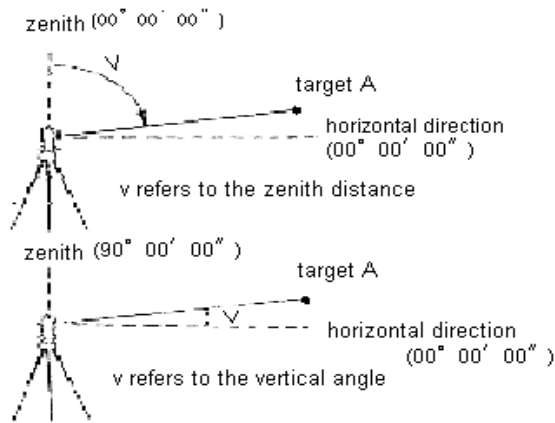 zenith (00° 00′ 00″)
V
target A
horizontal direction
(00° 00′ 00″)
v refers to the zenith distance
zenith (90° 00′ 00″)
target A
V
horizontal direction
(00° 00′ 00″)
v refers to the vertical angle